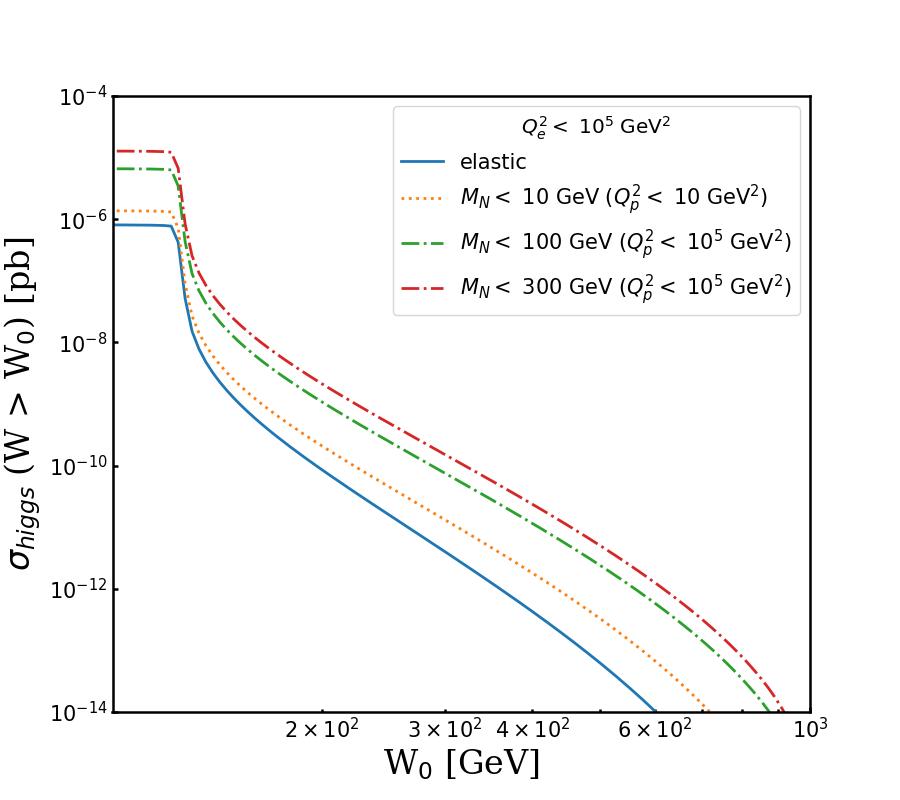 Q_e^2 < 10^5 GeV^2
elastic
M_N < 10 GeV (Q_p^2 < 10 GeV^2)
M_N < 100 GeV (Q_p^2 < 10^5 GeV^2)
M_N < 300 GeV (Q_p^2 < 10^5 GeV^2)
σ_higgs (W > W_0) [pb]
10^−4
10^−6
10^−8
10^−10
10^−12
10^−14
2 × 10^2 3 × 10^2 4 × 10^2 6 × 10^2 10^3
W_0 [GeV]